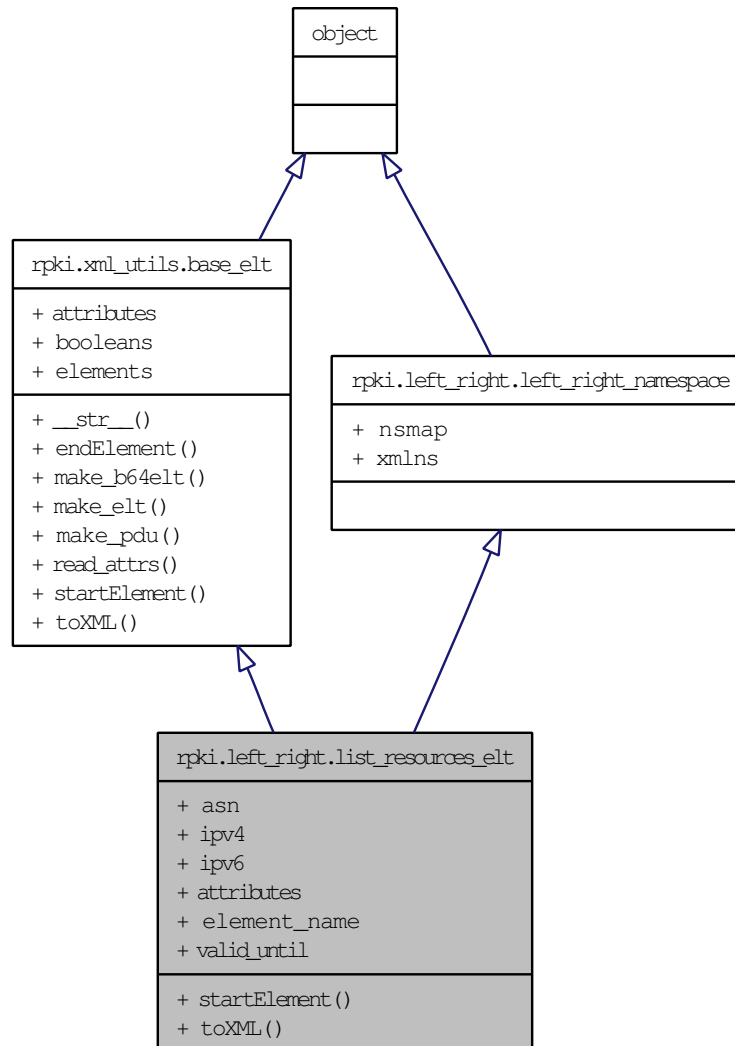 object
rpki.xml_utils.base_elt
+ attributes
+ booleans
+ elements
+ __str__()
+ endElement()
+ make_b64elt()
+ make_elt()
+ make_pdu()
+ read_attrs()
+ startElement()
+ toXML()
rpki.left_right.left_right_namespace
+ nsmap
+ xmlns
rpki.left_right.list_resources_elt
+ asn
+ ipv4
+ ipv6
+ attributes
+ element_name
+ valid_until
+ startElement()
+ toXML()